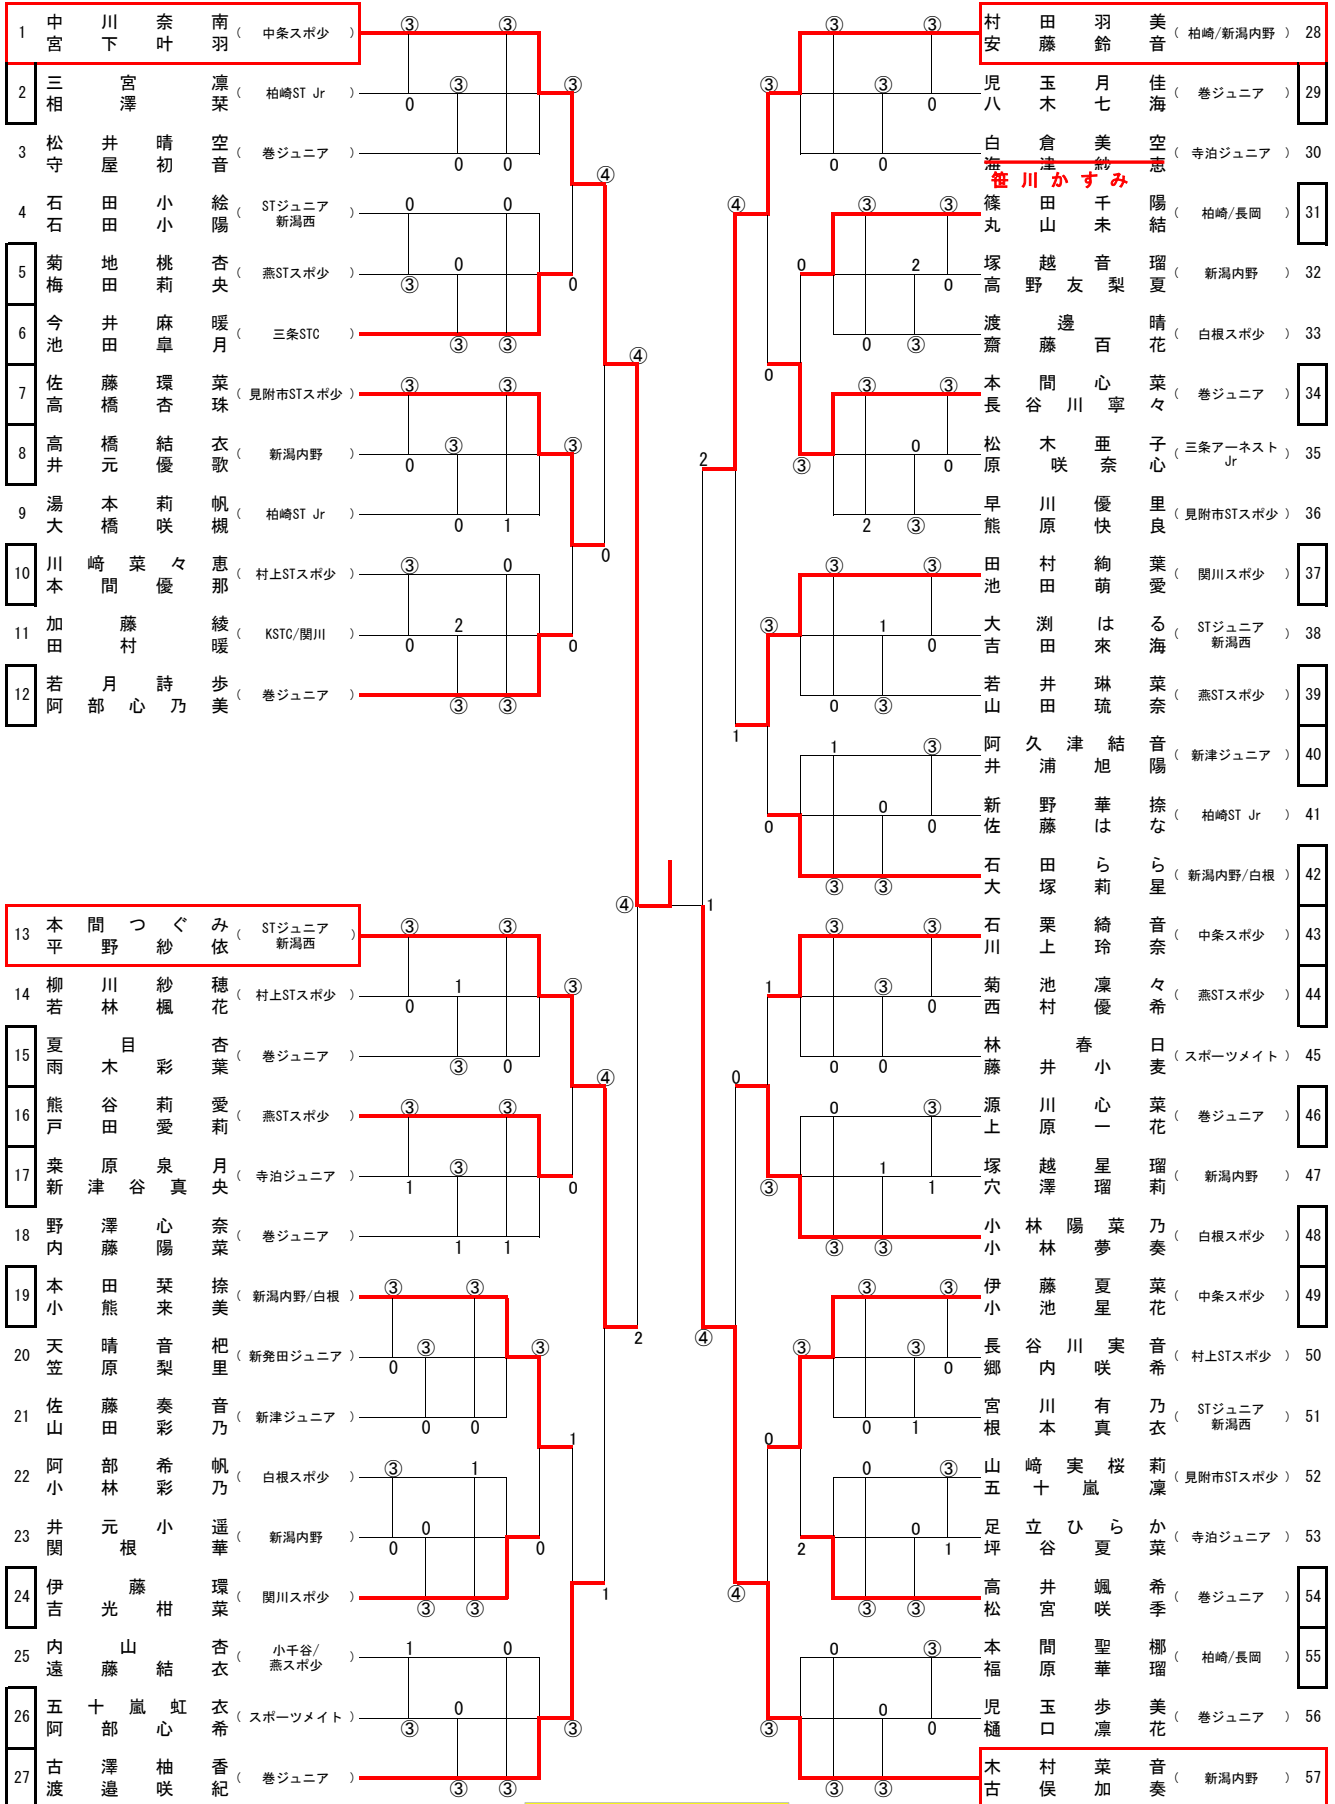 1 中川奈南 宮下叶羽 ( 中条スポ少 )
2 三宮凛 相澤栞 ( 柏崎ST Jr )
3 松井晴空 守屋初音 ( 巻ジュニア )
4 石田小絵 石田小陽 ( STジュニア新潟西 )
5 菊地桃杏 梅田莉央 ( 燕STスポ少 )
6 今井麻暖 池田皐月 ( 三条STC )
7 佐藤環菜 高橋杏珠 ( 見附市STスポ少 )
8 高橋結衣 井元優歌 ( 新潟内野 )
9 湯本莉帆 大橋咲槻 ( 柏崎ST Jr )
10 川﨑菜々恵 本間優那 ( 村上STスポ少 )
11 加藤綾 田村暖 ( KSTC/関川 )
12 若月詩歩 阿部心乃美 ( 巻ジュニア )
13 本間つぐみ 平野紗依 ( STジュニア新潟西 )
14 柳川紗穂 若林楓花 ( 村上STスポ少 )
15 夏目杏 雨木彩葉 ( 巻ジュニア )
16 熊谷莉愛 戸田愛莉 ( 燕STスポ少 )
17 桒原泉月 新津谷真央 ( 寺泊ジュニア )
18 野澤心奈 内藤陽菜 ( 巻ジュニア )
19 本田栞捺 小熊来美 ( 新潟内野/白根 )
20 天晴音杷 笠原梨里 ( 新発田ジュニア )
21 佐藤奏音 山田彩乃 ( 新津ジュニア )
22 阿部希帆 小林彩乃 ( 白根スポ少 )
23 井元小遥 関根華 ( 新潟内野 )
24 伊藤環 吉光柑菜 ( 関川スポ少 )
25 内山杏 遠藤結衣 ( 小千谷/燕スポ少 )
26 五十嵐虹衣 阿部心希 ( スポーツメイト )
27 古澤柚香 渡邉咲紀 ( 巻ジュニア )
村田羽美 安藤鈴音 ( 柏崎/新潟内野 ) 28
児玉月佳 八木七海 ( 巻ジュニア ) 29
白倉美空 海津紗恵 ( 寺泊ジュニア ) 30
笹川かすみ
篠田千陽 丸山未結 ( 柏崎/長岡 ) 31
塚越音瑠 高野友梨夏 ( 新潟内野 ) 32
渡邊晴 齋藤百花 ( 白根スポ少 ) 33
本間心菜 長谷川寧々 ( 巻ジュニア ) 34
松木亜子 原咲奈心 ( 三条アーネストJr ) 35
早川優里 熊原快良 ( 見附市STスポ少 ) 36
田村絢葉 池田萌愛 ( 関川スポ少 ) 37
大渕はる 吉田來海 ( STジュニア新潟西 ) 38
若井琳菜 山田琉奈 ( 燕STスポ少 ) 39
阿久津結音 井浦旭陽 ( 新津ジュニア ) 40
新野華捺 佐藤はな ( 柏崎ST Jr ) 41
石田らら 大塚莉星 ( 新潟内野/白根 ) 42
石栗綺音 川上玲奈 ( 中条スポ少 ) 43
菊池凜々 西村優希 ( 燕STスポ少 ) 44
林春日 藤井小麦 ( スポーツメイト ) 45
源川心菜 上原一花 ( 巻ジュニア ) 46
塚越星瑠 穴澤瑠莉 ( 新潟内野 ) 47
小林陽菜乃 小林夢奏 ( 白根スポ少 ) 48
伊藤夏菜 小池星花 ( 中条スポ少 ) 49
長谷川実音 郷内咲希 ( 村上STスポ少 ) 50
宮川有乃 根本真衣 ( STジュニア新潟西 ) 51
山﨑実桜莉 五十嵐凜 ( 見附市STスポ少 ) 52
足立ひらか 坪谷夏菜 ( 寺泊ジュニア ) 53
高井颯希 松宮咲季 ( 巻ジュニア ) 54
本間聖梛 福原華瑠 ( 柏崎/長岡 ) 55
児玉歩美 樋口凛花 ( 巻ジュニア ) 56
木村菜音 古俣加奏 ( 新潟内野 ) 57